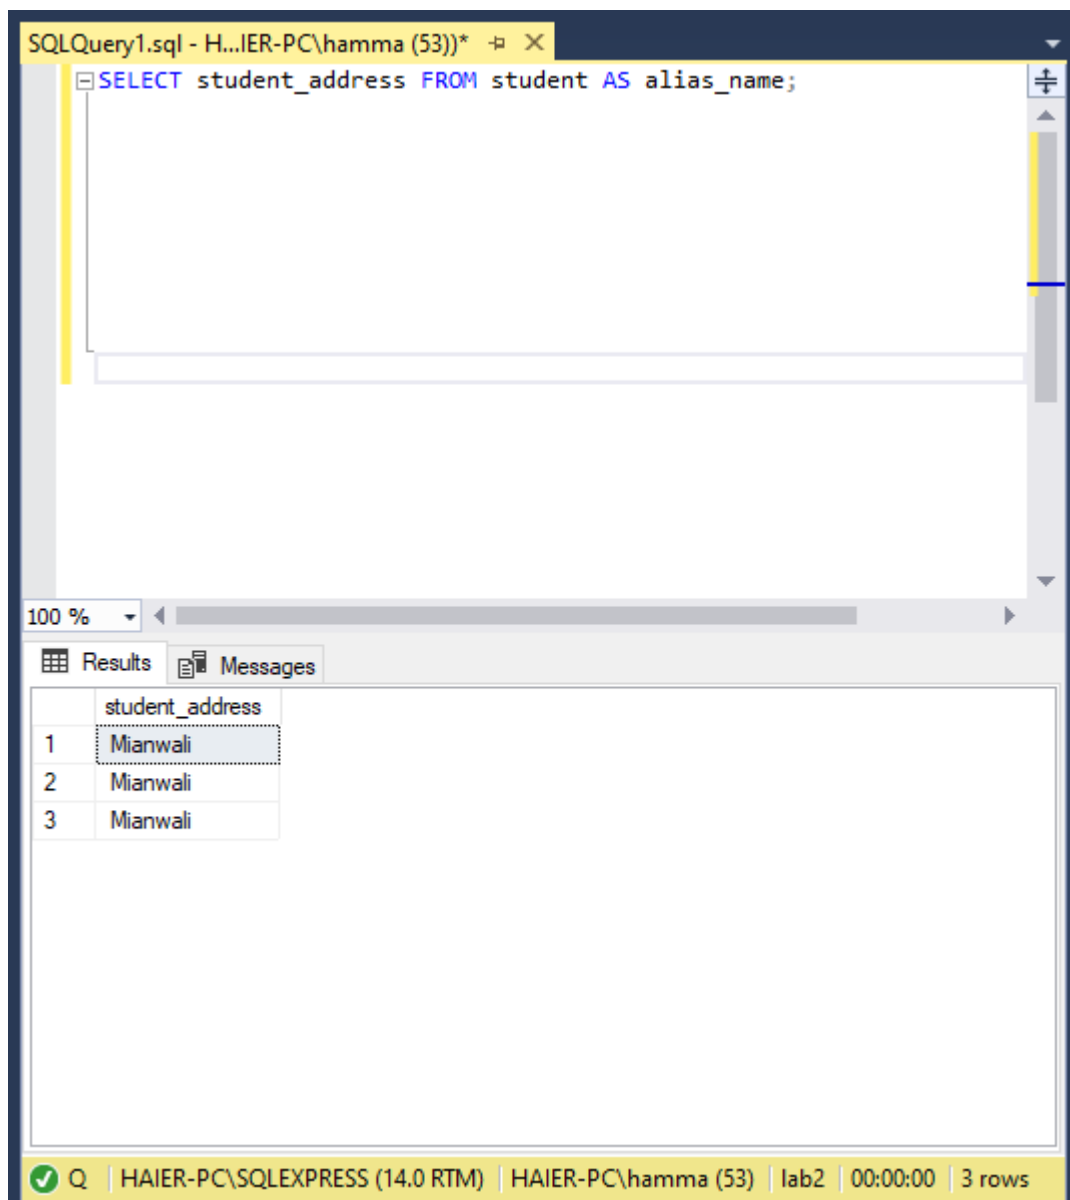 SQLQuery1.sql - H...IER-PC\hamma (53))*
SELECT student_address FROM student AS alias_name;
100 %
Results Messages
student_address
1 Mianwali
2 Mianwali
3 Mianwali
Q HAIER-PC\SQLEXPRESS (14.0 RTM) HAIER-PC\hamma (53) lab2 00:00:00 3 rows